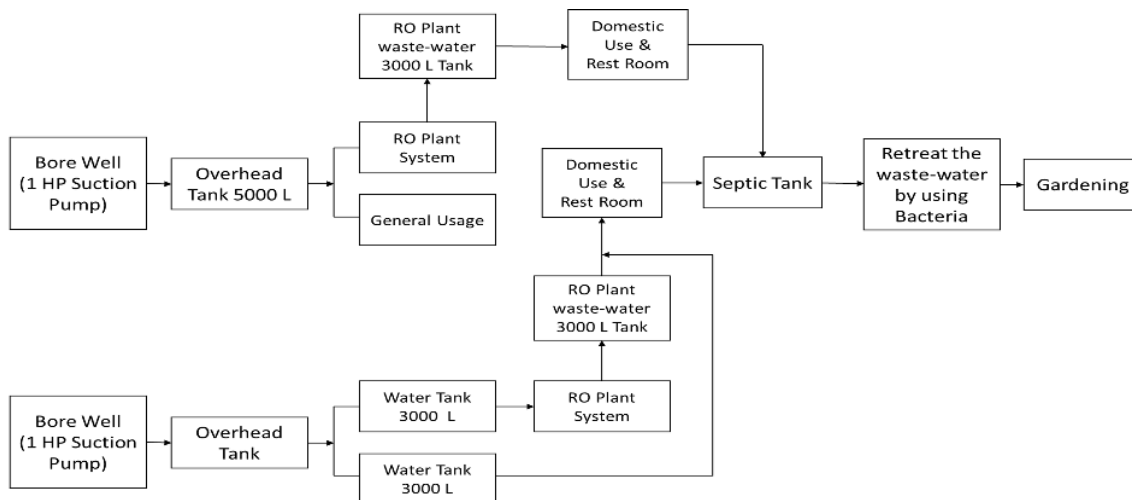 RO Plant
waste-water
3000 L Tank
Domestic
Use &
Rest Room
Bore Well
(1 HP Suction
Pump)
Overhead
Tank 5000 L
RO Plant
System
General Usage
Domestic
Use &
Rest Room
Septic Tank
Retreat the
waste-water
by using
Bacteria
Gardening
RO Plant
waste-water
3000 L Tank
Bore Well
(1 HP Suction
Pump)
Overhead
Tank
Water Tank
3000 L
RO Plant
System
Water Tank
3000 L